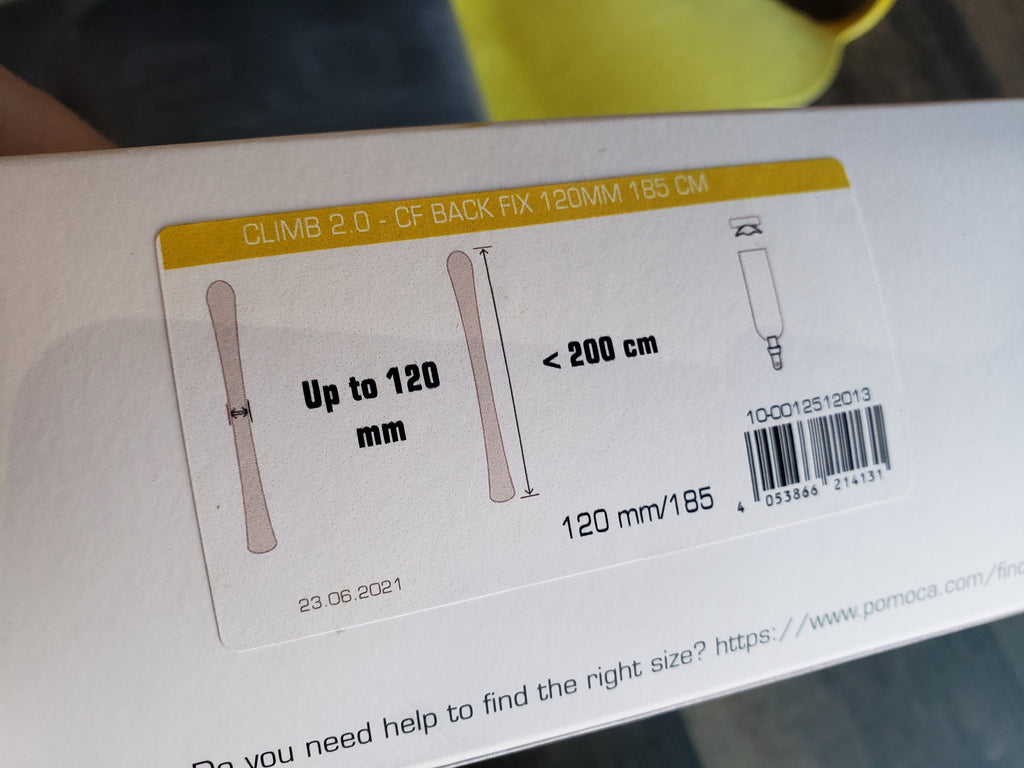 CLIMB 2.0 - CF BACK FIX 120MM 185 CM
Up to 120
mm
< 200 cm
10-0012512013
4 053866 214131
120 mm/185
23.06.2021
Do you need help to find the right size? https://www.pomoca.com/find